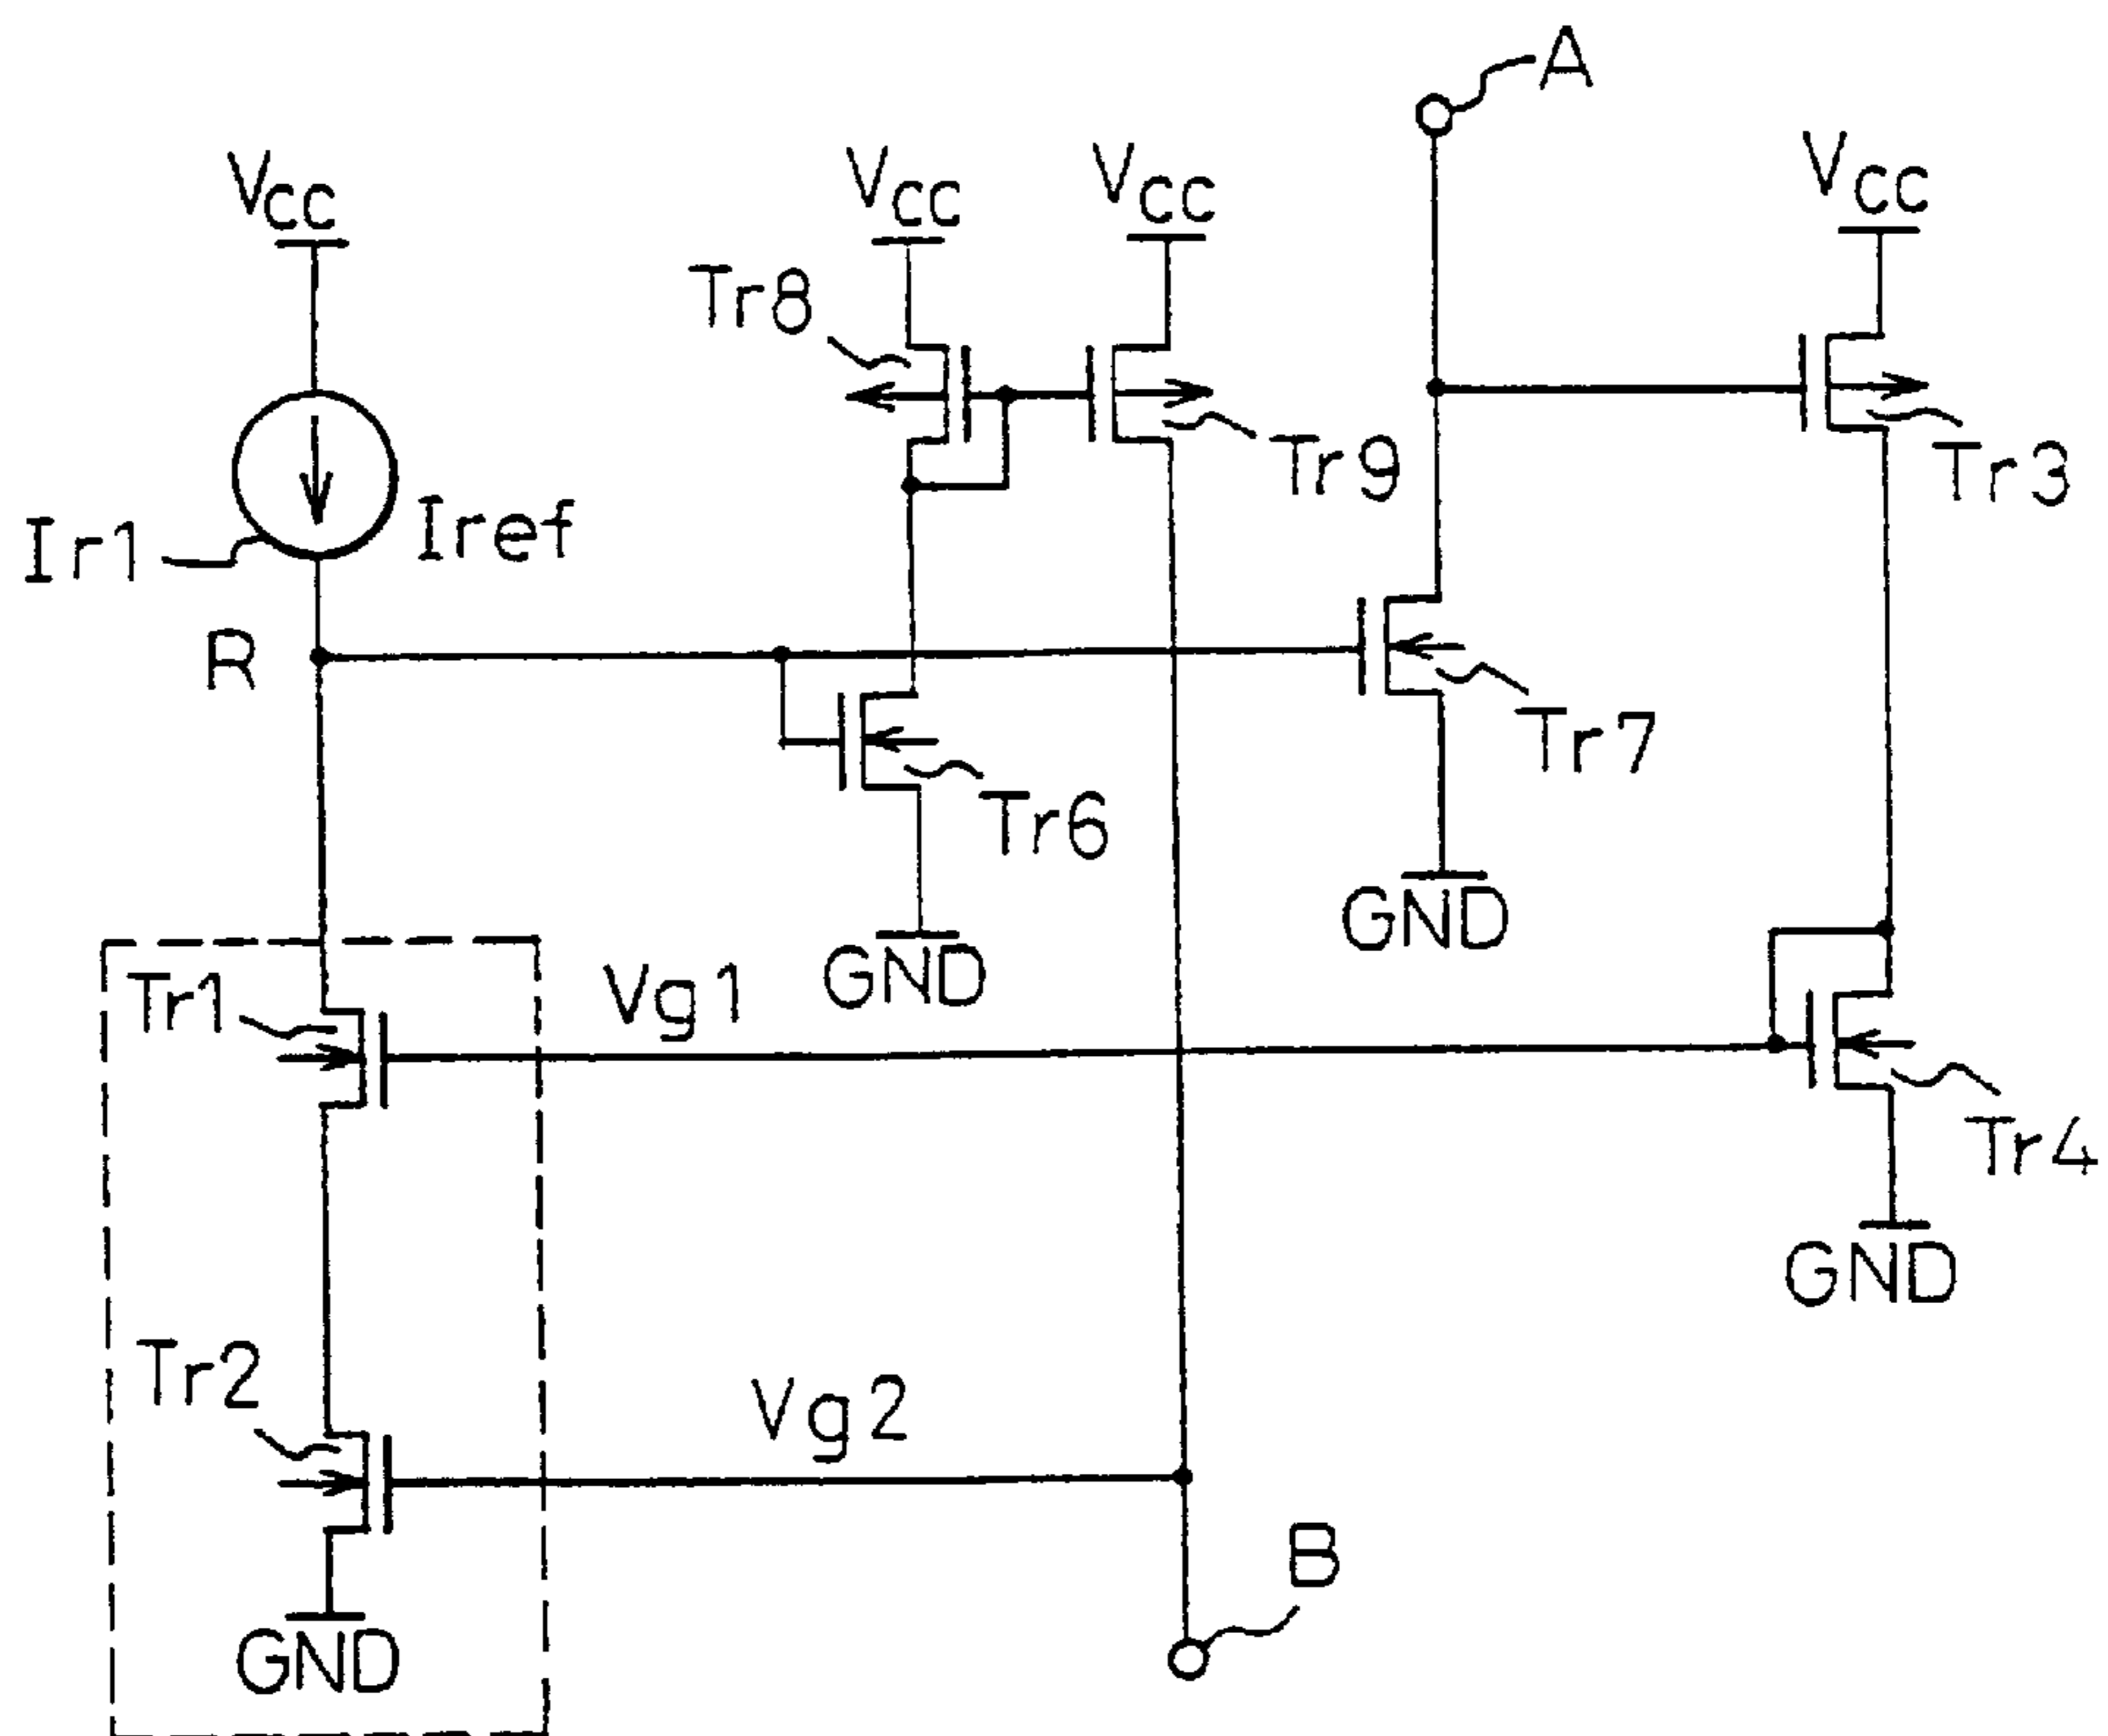 A
Vcc
Vcc
Vcc
Vcc
Tr8
Tr9
Tr3
Ir1
Iref
R
Tr7
Tr6
GND
GND
Tr1
Vg1
Tr4
GND
Tr2
Vg2
B
GND